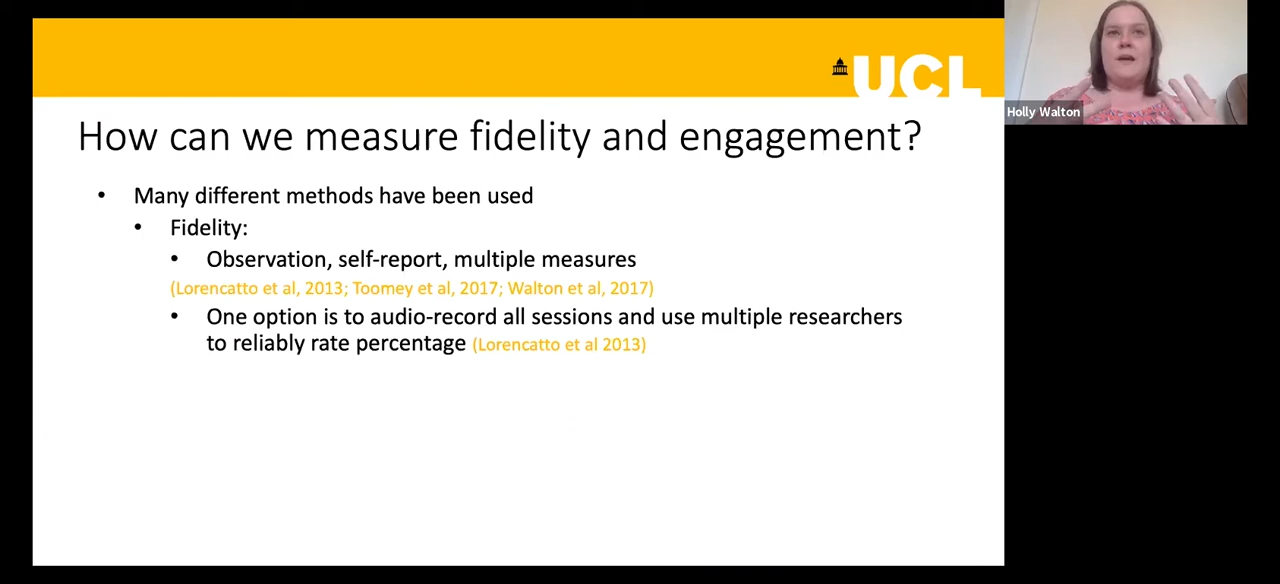 UCL
Holly Walton
How can we measure fidelity and engagement?
• Many different methods have been used
• Fidelity:
• Observation, self-report, multiple measures
(Lorencatto et al, 2013; Toomey et al, 2017; Walton et al, 2017)
• One option is to audio-record all sessions and use multiple researchers
to reliably rate percentage (Lorencatto et al 2013)